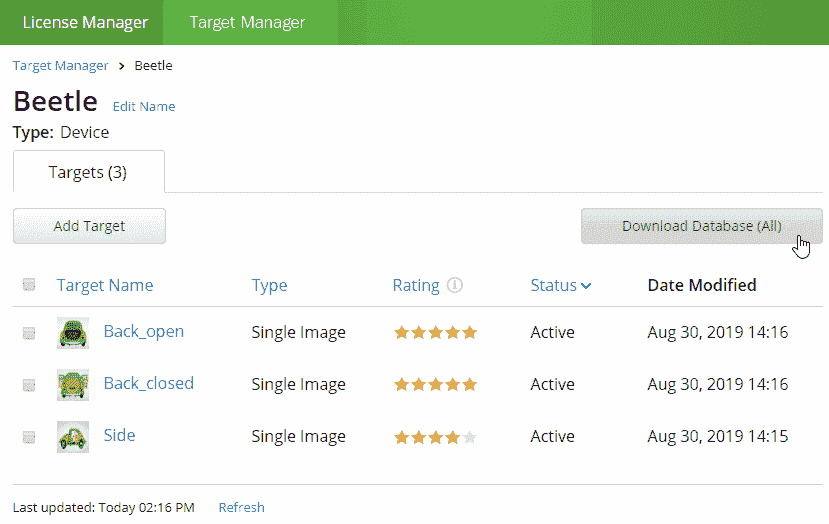 License Manager Target Manager
Target Manager > Beetle
Beetle Edit Name
Type: Device
Targets (3)
Add Target Download Database (All)
Target Name Type Rating Status Date Modified
Back_open Single Image Active Aug 30, 2019 14:16
Back_closed Single Image Active Aug 30, 2019 14:16
Side Single Image Active Aug 30, 2019 14:15
Last updated: Today 02:16 PM Refresh